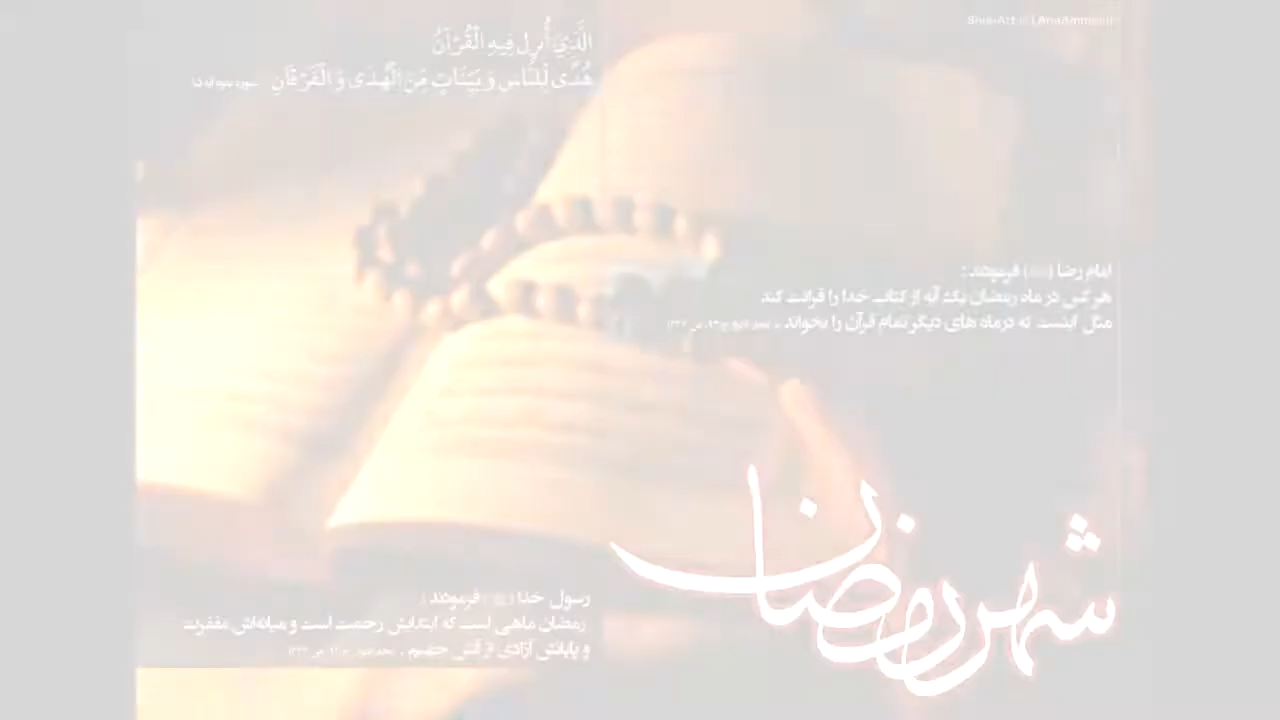 الَّذِيَ أُنزِلَ فِيهِ الْقُرْآنُ
هُدًى لِلنَّاسِ وَ بَيِّنَاتٍ مِّنَ الْهُدَى وَ الْفُرْقَانِ
امام رضا فرمودند :
هر کس در ماه رمضان یک آیه از کتاب خدا را قرائت کند
مثل اینست که درماه های دیگر تمام قرآن را بخواند
شهر رمضان
رسول خدا فرمودند :
رمضان ماهی است که ابتدایش رحمت است و میانه‌اش مغفرت
و پایانش آزادی از آتش جهنم